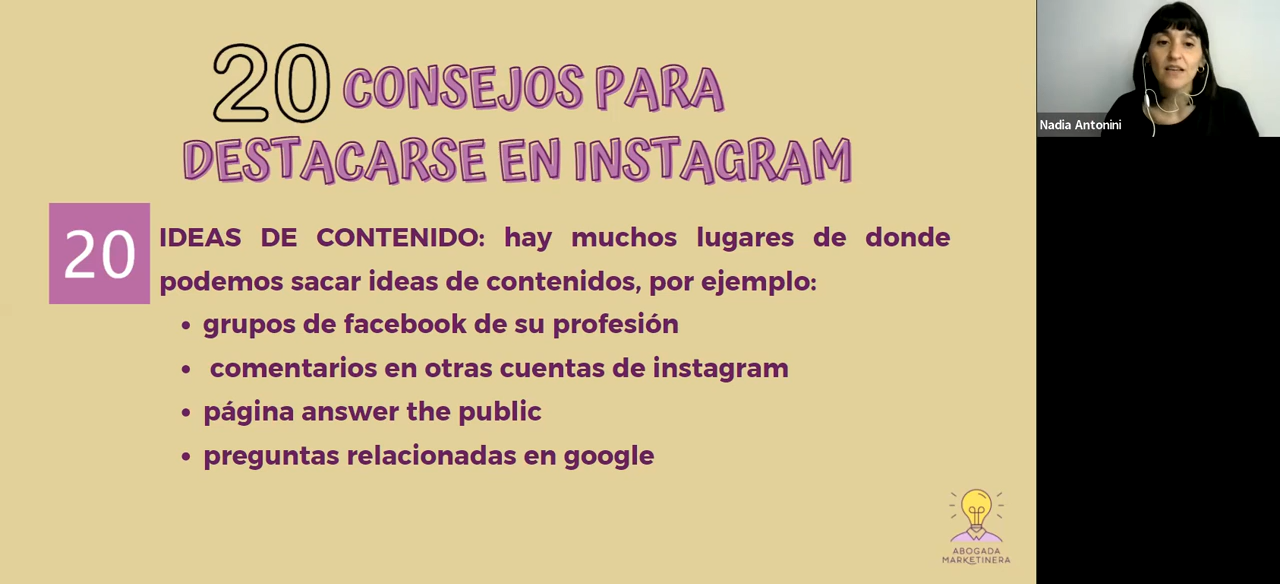 20 CONSEJOS PARA
DESTACARSE EN INSTAGRAM
20
IDEAS DE CONTENIDO: hay muchos lugares de donde
podemos sacar ideas de contenidos, por ejemplo:
• grupos de facebook de su profesión
• comentarios en otras cuentas de instagram
• página answer the public
• preguntas relacionadas en google
ABOGADA
MARKETINERA
Nadia Antonini